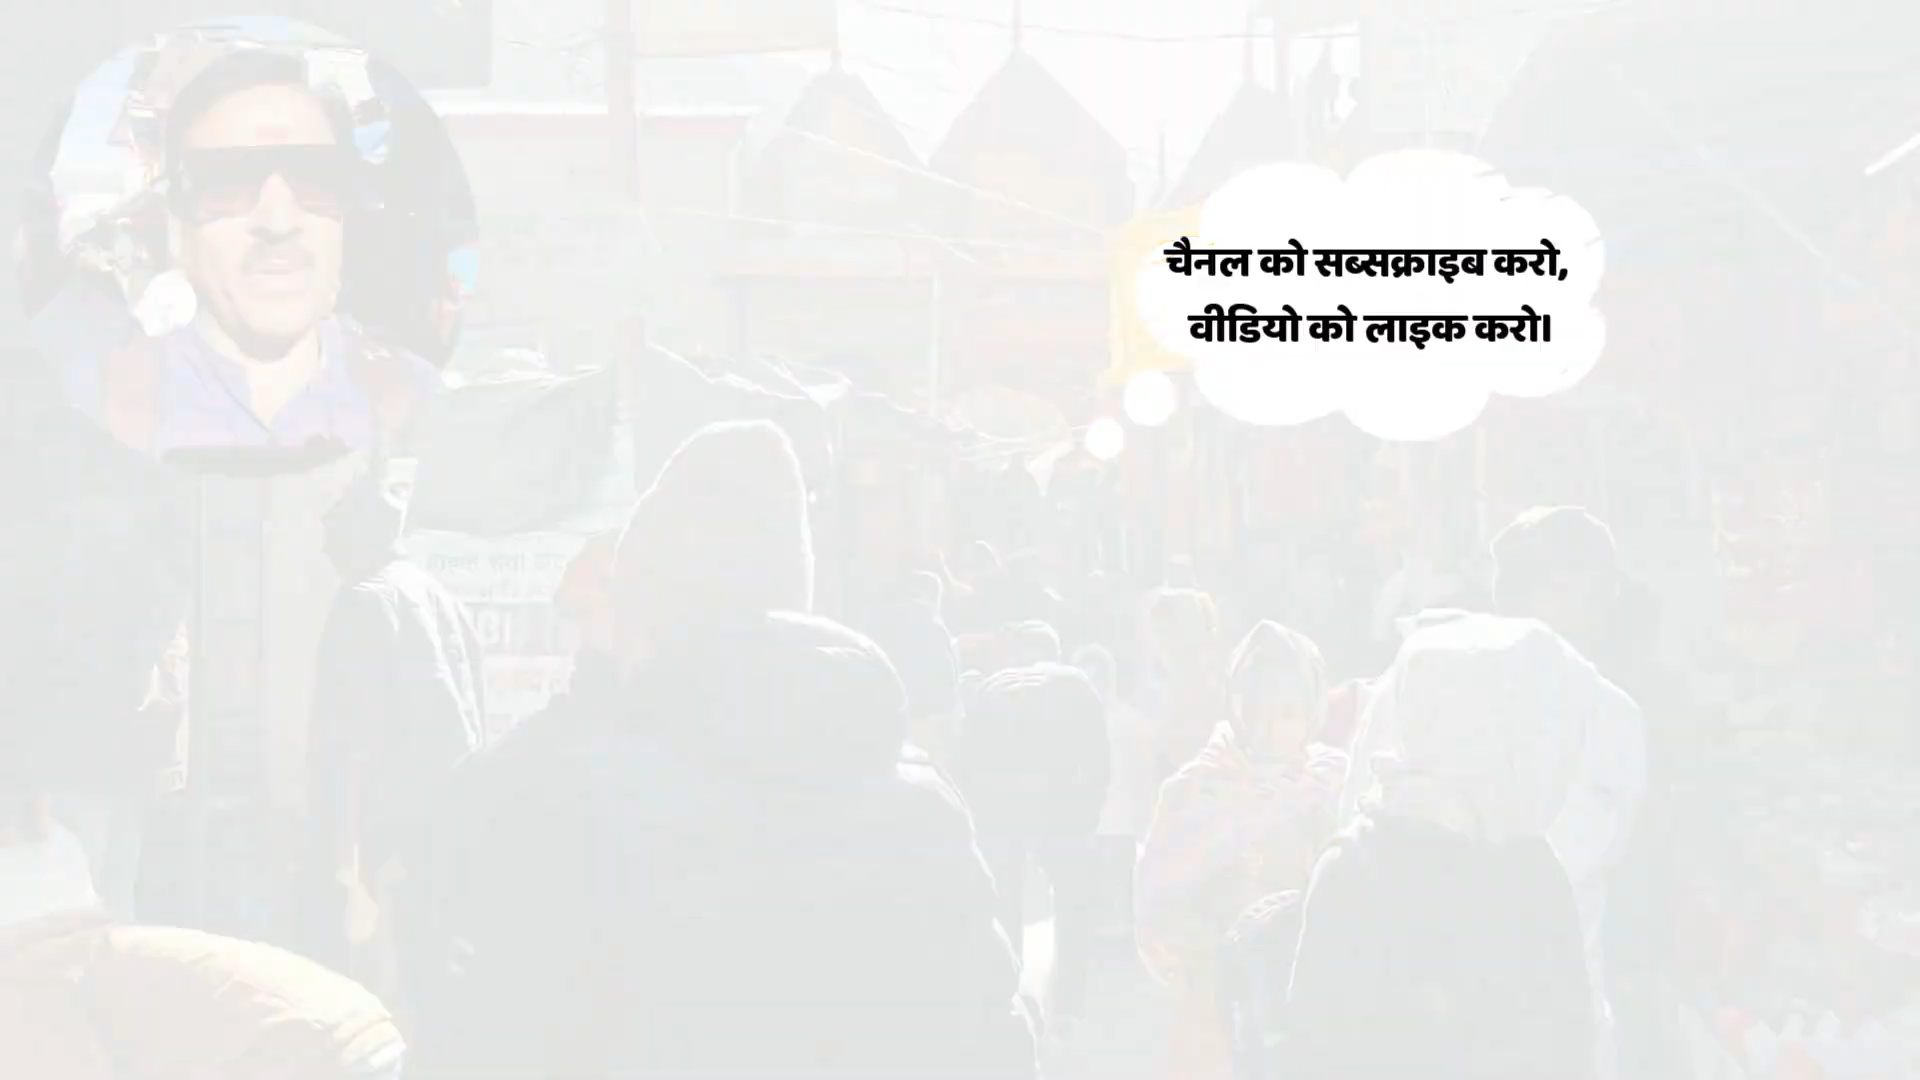 चैनल को सब्सक्राइब करो,
वीडियो को लाइक करो।